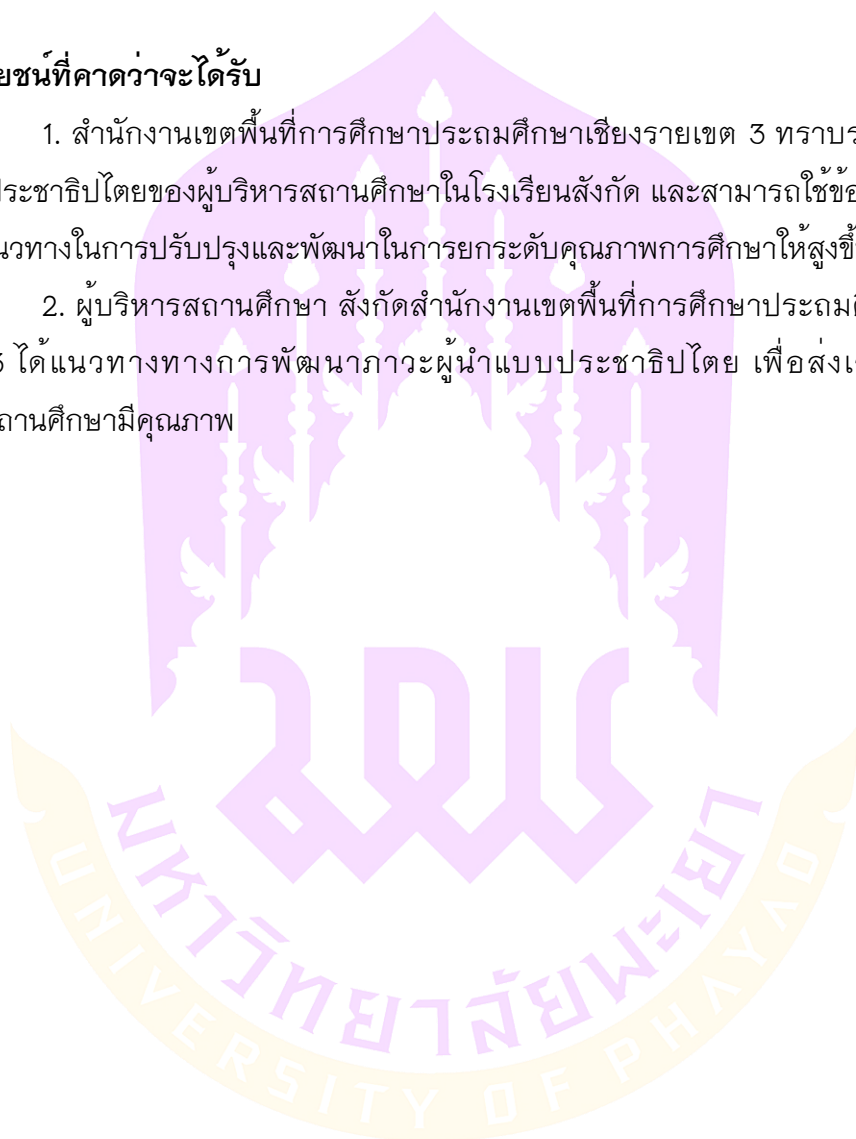 ยชน์ที่คาดว่าจะได้รับ
1. สำนักงานเขตพื้นที่การศึกษาประถมศึกษาเชียงรายเขต 3 ทราบร
ประชาธิปไตยของผู้บริหารสถานศึกษาในโรงเรียนสังกัด และสามารถใช้ข้อ
นวทางในการปรับปรุงและพัฒนาในการยกระดับคุณภาพการศึกษาให้สูงขึ้
2. ผู้บริหารสถานศึกษา สังกัดสำนักงานเขตพื้นที่การศึกษาประถมศึ
3 ได้แนวทางทางการพัฒนาภาวะผู้นำแบบประชาธิปไตย เพื่อส่งเ
ถานศึกษามีคุณภาพ
มหาวิทยาลัยพะเยา
UNIVERSITY OF PHAYAO